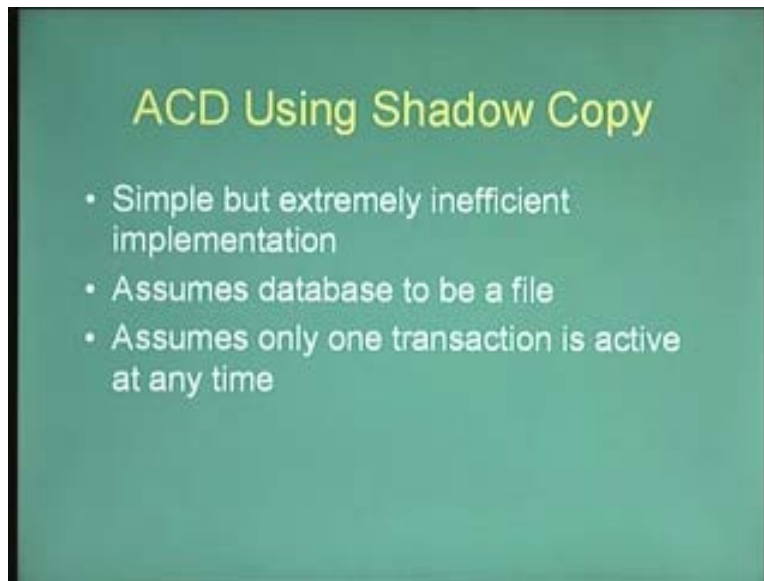 ACD Using Shadow Copy
• Simple but extremely inefficient
implementation
• Assumes database to be a file
• Assumes only one transaction is active
at any time